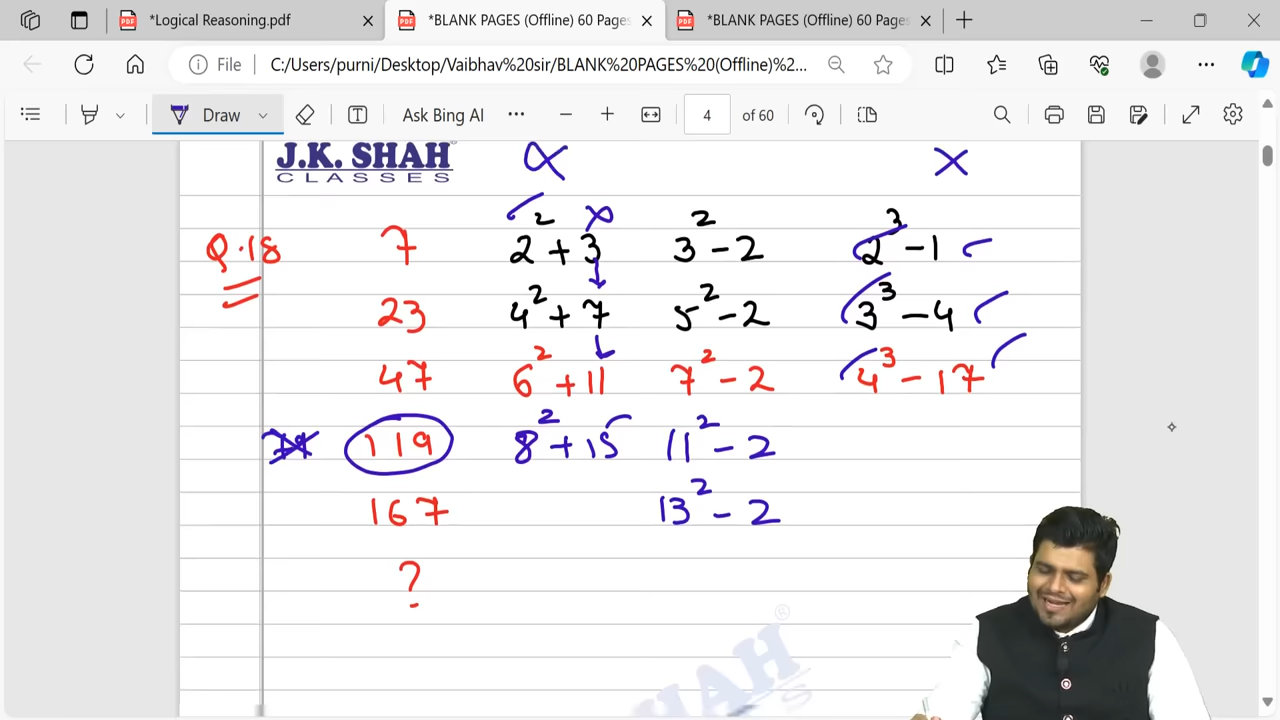 *Logical Reasoning.pdf
*BLANK PAGES (Offline) 60 Pages
*BLANK PAGES (Offline) 60 Pages
File C:/Users/purni/Desktop/Vaibhav%20sir/BLANK%20PAGES%20(Offline)%2...
Draw Ask Bing AI 4 of 60
J.K. SHAH®
CLASSES
Q.18 7 2² + 3 3² - 2 2³ - 1
23 4² + 7 5² - 2 3³ - 4
47 6² + 11 7² - 2 4³ - 17
119 8² + 15 11² - 2
167 13² - 2
?
SHAH®